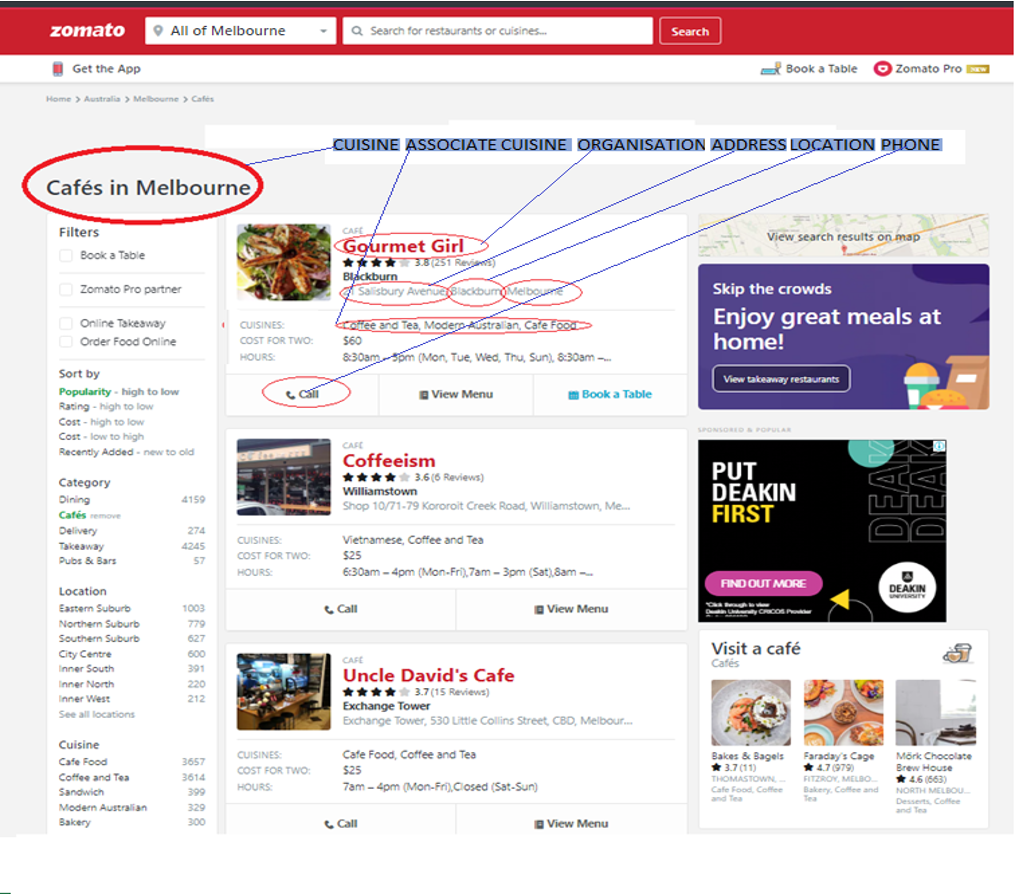 zomato All of Melbourne Search for restaurants or cuisines... Search
Get the App Book a Table Zomato Pro NEW
Home > Australia > Melbourne > Cafés
CUISINE ASSOCIATE CUISINE ORGANISATION ADDRESS LOCATION PHONE
Cafés in Melbourne
Filters
Book a Table
Zomato Pro partner
Online Takeaway
Order Food Online
Sort by
Popularity - high to low
Rating - high to low
Cost - high to low
Cost - low to high
Recently Added - new to old
Category
Dining 4159
Cafés remove
Delivery 274
Takeaway 4245
Pubs & Bars 57
Location
Eastern Suburb 1003
Northern Suburb 779
Southern Suburb 627
City Centre 600
Inner South 391
Inner North 220
Inner West 212
See all locations
Cuisine
Cafe Food 3657
Coffee and Tea 3614
Sandwich 399
Modern Australian 329
Bakery 300
CAFÉ
Gourmet Girl
3.8 (251 Reviews)
Blackburn
Salisbury Avenue, Blackburn, Melbourne
CUISINES: Coffee and Tea, Modern Australian, Cafe Food
COST FOR TWO: $60
HOURS: 8:30am – 5pm (Mon, Tue, Wed, Thu, Sun), 8:30am –...
Call View Menu Book a Table
CAFÉ
Coffeeism
3.6 (6 Reviews)
Williamstown
Shop 10/71-79 Kororoit Creek Road, Williamstown, Me...
CUISINES: Vietnamese, Coffee and Tea
COST FOR TWO: $25
HOURS: 6:30am – 4pm (Mon-Fri),7am – 3pm (Sat),8am –...
Call View Menu
CAFÉ
Uncle David's Cafe
3.7 (15 Reviews)
Exchange Tower
Exchange Tower, 530 Little Collins Street, CBD, Melbour...
CUISINES: Cafe Food, Coffee and Tea
COST FOR TWO: $25
HOURS: 7am – 4pm (Mon-Fri),Closed (Sat-Sun)
Call View Menu
View search results on map
Skip the crowds
Enjoy great meals at
home!
View takeaway restaurants
SPONSORED & POPULAR
PUT
DEAKIN
FIRST
FIND OUT MORE
*Click through to view
Deakin University CRICOS Provider
DEAKIN
UNIVERSITY
Visit a café
Cafés
Bakes & Bagels
3.7 (11)
THOMASTOWN, ...
Cafe Food, Coffee
and Tea
Faraday's Cage
4.7 (979)
FITZROY, MELBO...
Bakery, Coffee and
Tea
Mörk Chocolate
Brew House
4.6 (663)
NORTH MELBOU...
Desserts, Coffee
and Tea